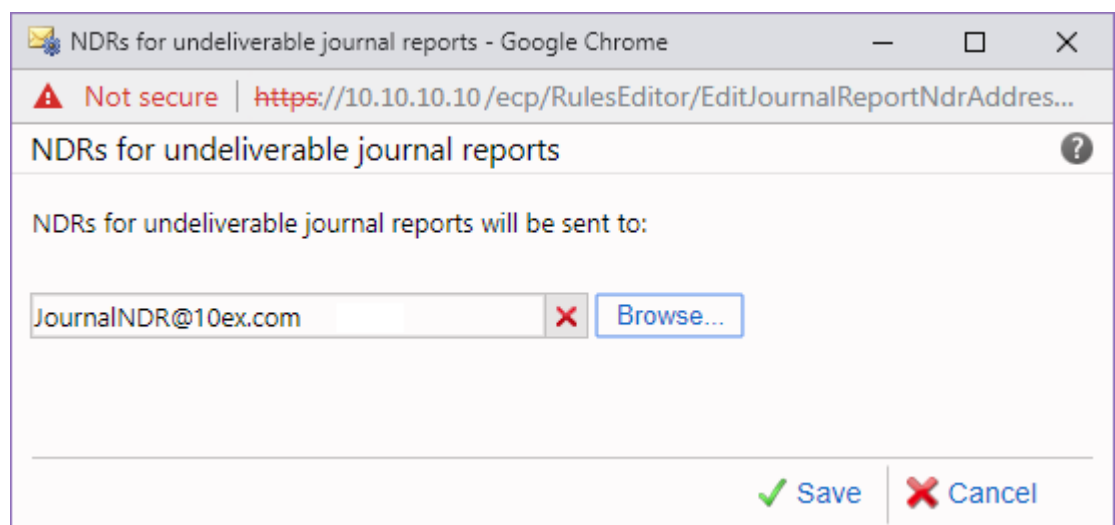 NDRs for undeliverable journal reports - Google Chrome
Not secure | https://10.10.10.10/ecp/RulesEditor/EditJournalReportNdrAddres...
NDRs for undeliverable journal reports ?
NDRs for undeliverable journal reports will be sent to:
JournalNDR@10ex.com Browse...
Save Cancel